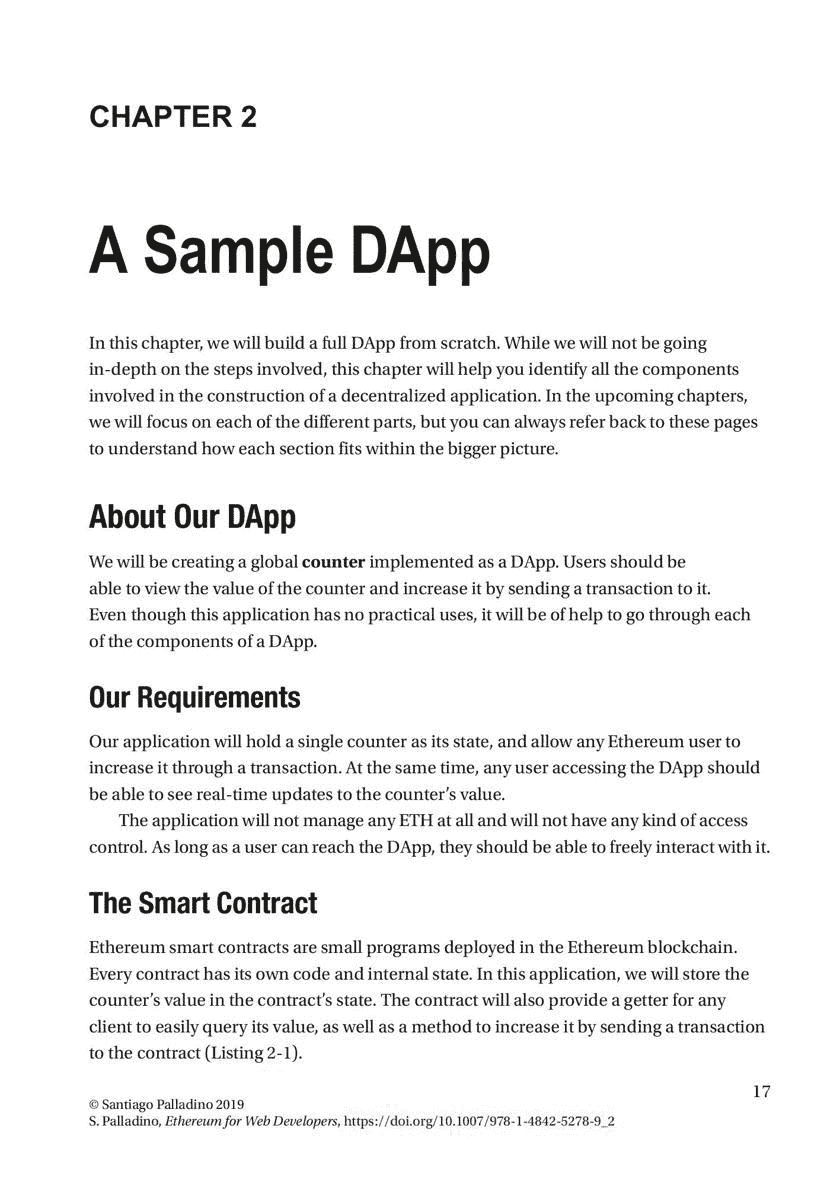 CHAPTER 2
A Sample DApp
In this chapter, we will build a full DApp from scratch. While we will not be going
in-depth on the steps involved, this chapter will help you identify all the components
involved in the construction of a decentralized application. In the upcoming chapters,
we will focus on each of the different parts, but you can always refer back to these pages
to understand how each section fits within the bigger picture.
About Our DApp
We will be creating a global counter implemented as a DApp. Users should be
able to view the value of the counter and increase it by sending a transaction to it.
Even though this application has no practical uses, it will be of help to go through each
of the components of a DApp.
Our Requirements
Our application will hold a single counter as its state, and allow any Ethereum user to
increase it through a transaction. At the same time, any user accessing the DApp should
be able to see real-time updates to the counter’s value.
The application will not manage any ETH at all and will not have any kind of access
control. As long as a user can reach the DApp, they should be able to freely interact with it.
The Smart Contract
Ethereum smart contracts are small programs deployed in the Ethereum blockchain.
Every contract has its own code and internal state. In this application, we will store the
counter’s value in the contract’s state. The contract will also provide a getter for any
client to easily query its value, as well as a method to increase it by sending a transaction
to the contract (Listing 2-1).
17
© Santiago Palladino 2019
S. Palladino, Ethereum for Web Developers, https://doi.org/10.1007/978-1-4842-5278-9_2